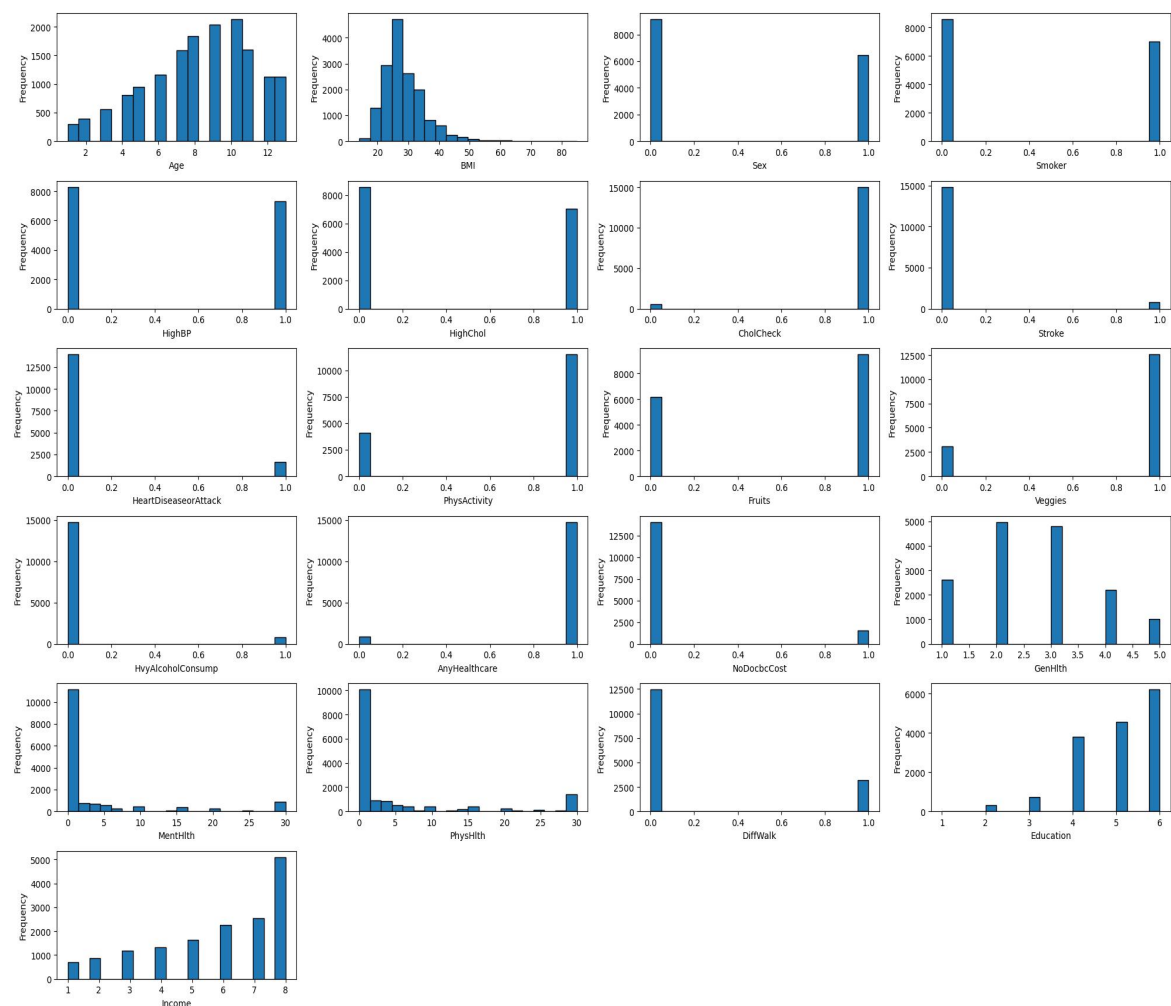 Frequency
2000
1500
1000
500
0
2 4 6 8 10 12
Age
Frequency
4000
3000
2000
1000
0
20 30 40 50 60 70 80
BMI
Frequency
8000
6000
4000
2000
0
0.0 0.2 0.4 0.6 0.8 1.0
Sex
Frequency
8000
6000
4000
2000
0
0.0 0.2 0.4 0.6 0.8 1.0
Smoker
Frequency
8000
6000
4000
2000
0
0.0 0.2 0.4 0.6 0.8 1.0
HighBP
Frequency
8000
6000
4000
2000
0
0.0 0.2 0.4 0.6 0.8 1.0
HighChol
Frequency
15000
10000
5000
0
0.0 0.2 0.4 0.6 0.8 1.0
CholCheck
Frequency
15000
10000
5000
0
0.0 0.2 0.4 0.6 0.8 1.0
Stroke
Frequency
12500
10000
7500
5000
2500
0
0.0 0.2 0.4 0.6 0.8 1.0
HeartDiseaseorAttack
Frequency
10000
7500
5000
2500
0
0.0 0.2 0.4 0.6 0.8 1.0
PhysActivity
Frequency
8000
6000
4000
2000
0
0.0 0.2 0.4 0.6 0.8 1.0
Fruits
Frequency
12500
10000
7500
5000
2500
0
0.0 0.2 0.4 0.6 0.8 1.0
Veggies
Frequency
15000
10000
5000
0
0.0 0.2 0.4 0.6 0.8 1.0
HvyAlcoholConsump
Frequency
15000
10000
5000
0
0.0 0.2 0.4 0.6 0.8 1.0
AnyHealthcare
Frequency
12500
10000
7500
5000
2500
0
0.0 0.2 0.4 0.6 0.8 1.0
NoDocbcCost
Frequency
5000
4000
3000
2000
1000
0
1.0 1.5 2.0 2.5 3.0 3.5 4.0 4.5 5.0
GenHlth
Frequency
10000
8000
6000
4000
2000
0
0 5 10 15 20 25 30
MentHlth
Frequency
10000
8000
6000
4000
2000
0
0 5 10 15 20 25 30
PhysHlth
Frequency
12500
10000
7500
5000
2500
0
0.0 0.2 0.4 0.6 0.8 1.0
DiffWalk
Frequency
6000
4000
2000
0
1 2 3 4 5 6
Education
Frequency
5000
4000
3000
2000
1000
0
1 2 3 4 5 6 7 8
Income